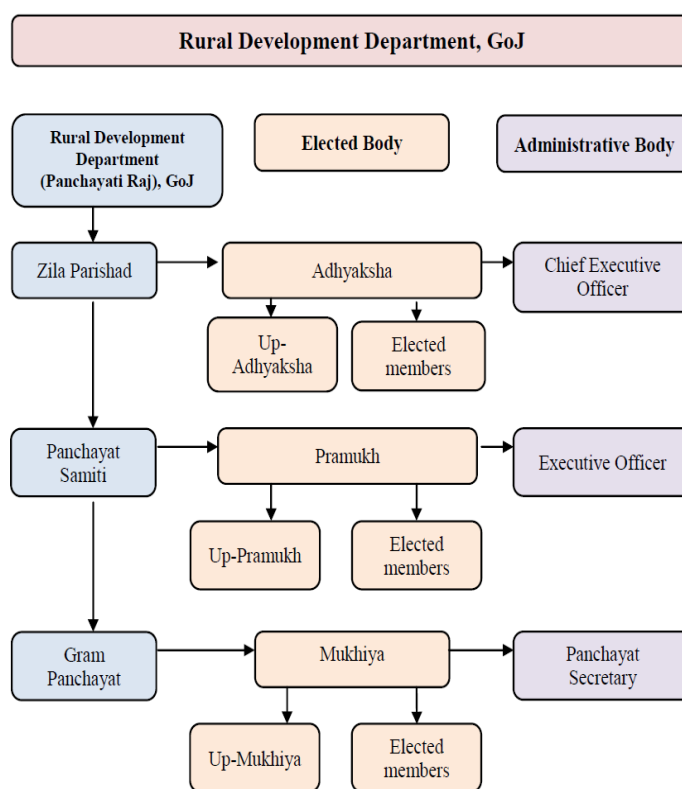 Rural Development Department, GoJ
Rural Development
Department
(Panchayati Raj), GoJ
Elected Body
Administrative Body
Zila Parishad
Adhyaksha
Chief Executive
Officer
Up-
Adhyaksha
Elected
members
Panchayat
Samiti
Pramukh
Executive Officer
Up-Pramukh
Elected
members
Gram
Panchayat
Mukhiya
Panchayat
Secretary
Up-Mukhiya
Elected
members